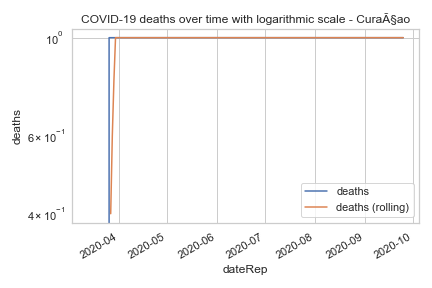 COVID-19 deaths over time with logarithmic scale - CuraÃ§ao
10⁰
6 × 10⁻¹
4 × 10⁻¹
deaths
deaths
deaths (rolling)
2020-04
2020-05
2020-06
2020-07
2020-08
2020-09
2020-10
dateRep